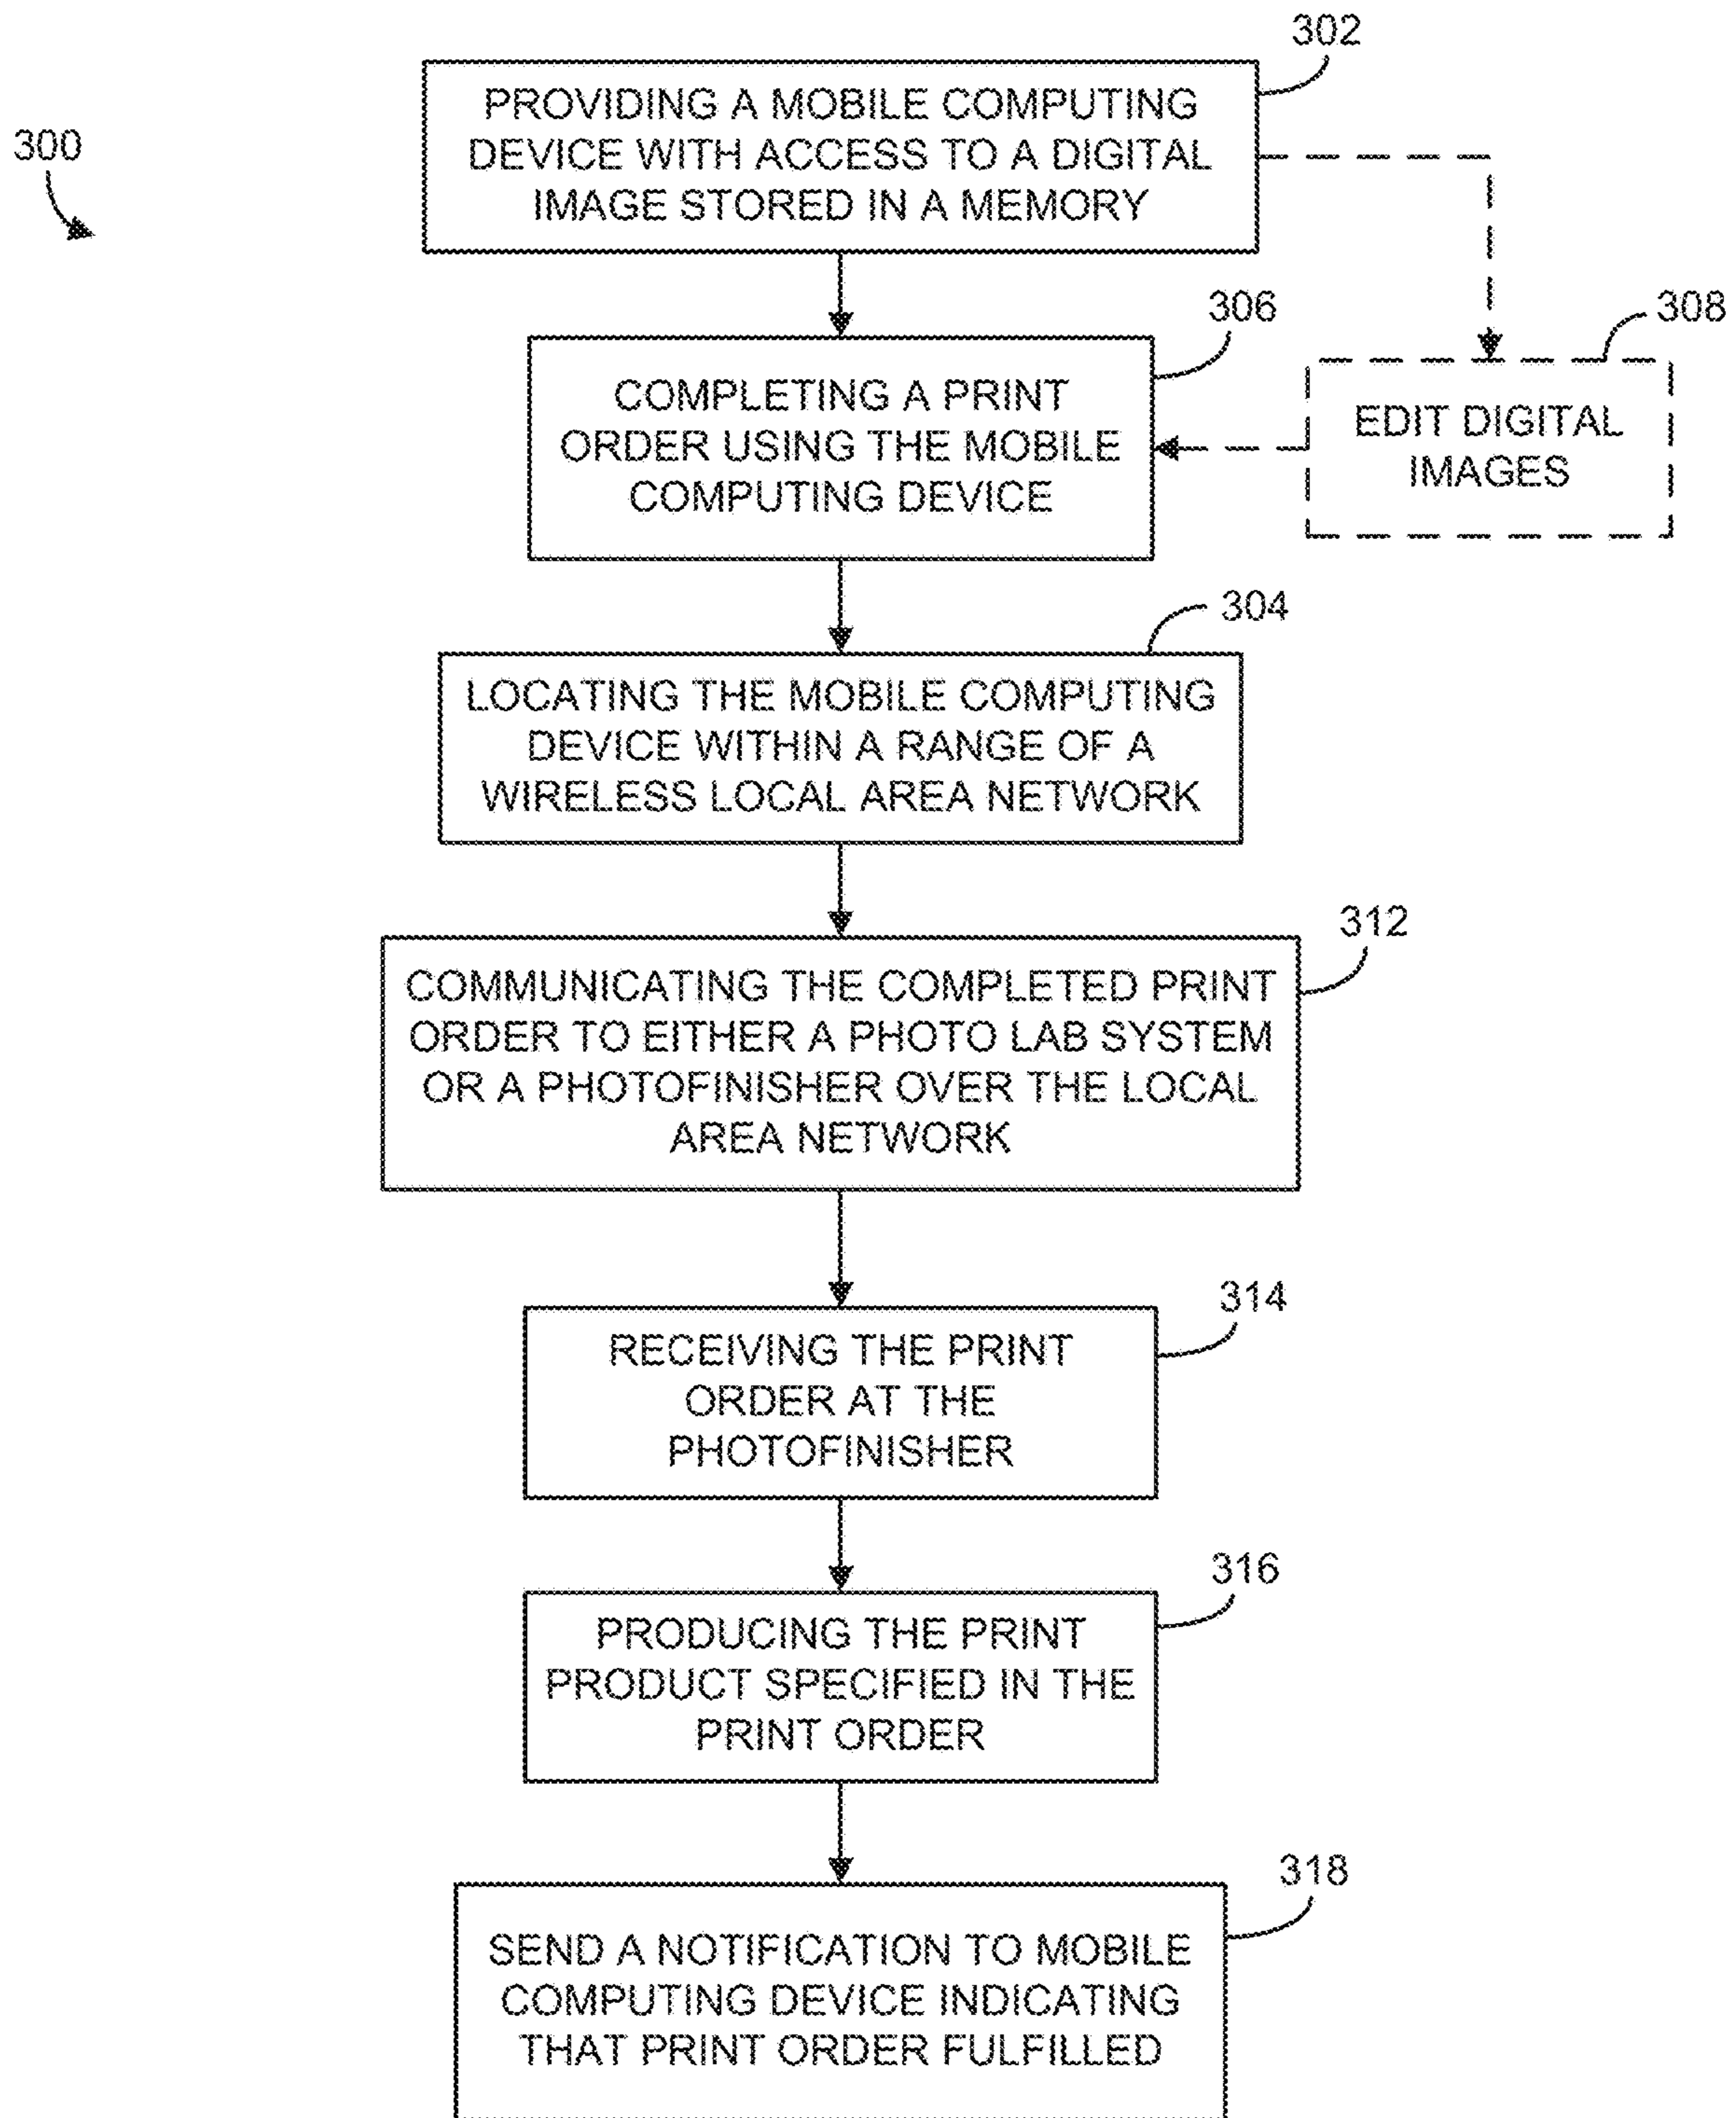 302
300
PROVIDING A MOBILE COMPUTING
DEVICE WITH ACCESS TO A DIGITAL
IMAGE STORED IN A MEMORY
306
308
COMPLETING A PRINT
ORDER USING THE MOBILE
COMPUTING DEVICE
EDIT DIGITAL
IMAGES
304
LOCATING THE MOBILE COMPUTING
DEVICE WITHIN A RANGE OF A
WIRELESS LOCAL AREA NETWORK
312
COMMUNICATING THE COMPLETED PRINT
ORDER TO EITHER A PHOTO LAB SYSTEM
OR A PHOTOFINISHER OVER THE LOCAL
AREA NETWORK
314
RECEIVING THE PRINT
ORDER AT THE
PHOTOFINISHER
316
PRODUCING THE PRINT
PRODUCT SPECIFIED IN THE
PRINT ORDER
318
SEND A NOTIFICATION TO MOBILE
COMPUTING DEVICE INDICATING
THAT PRINT ORDER FULFILLED